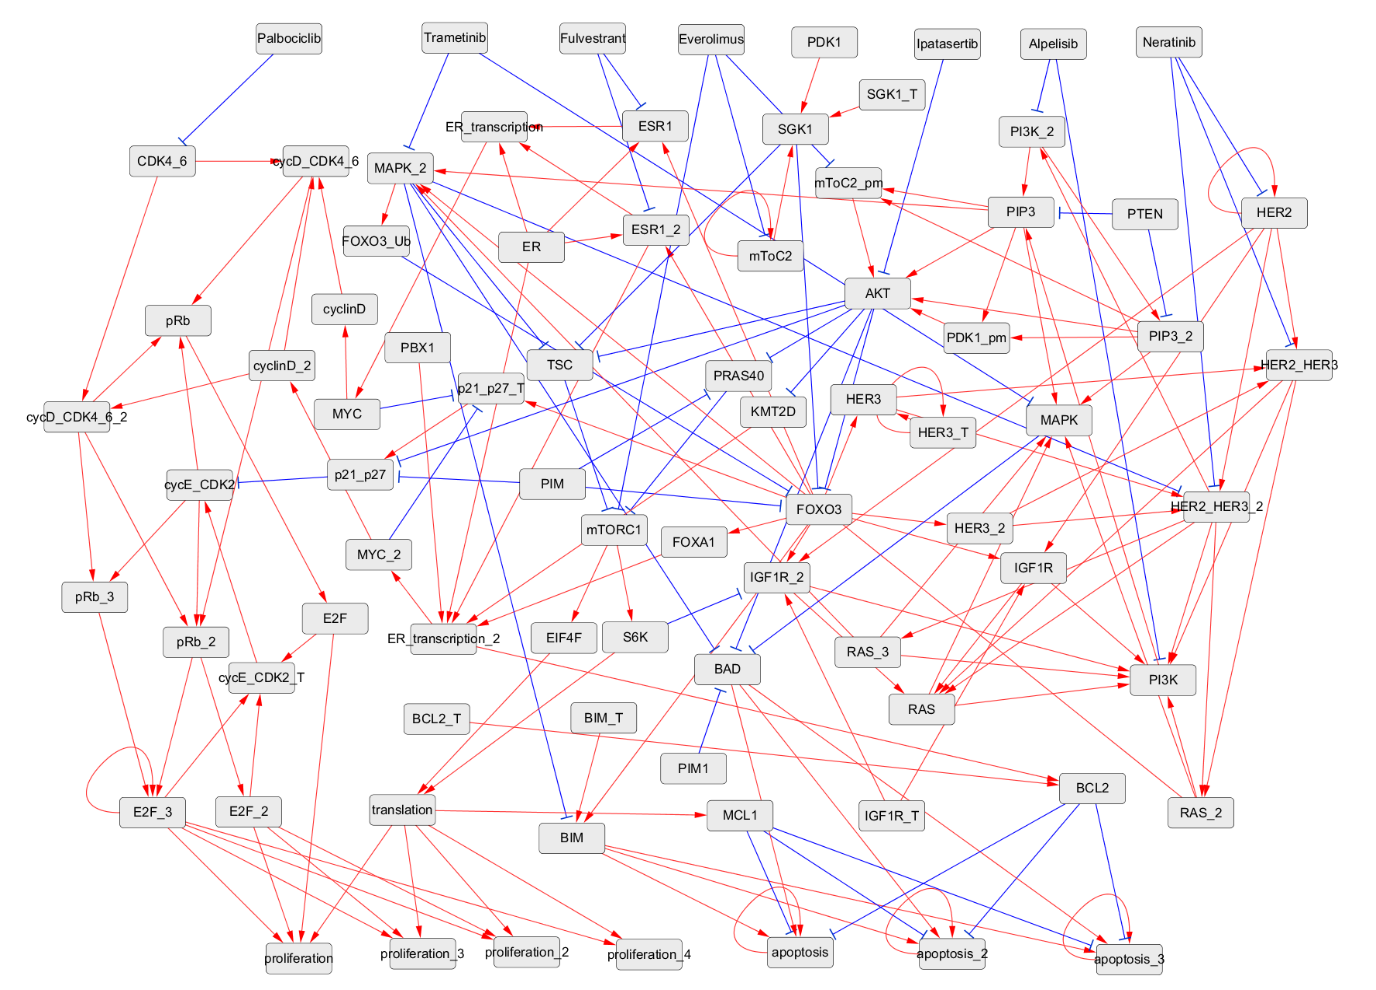 Palbociclib
Trametinib
Fulvestrant
Everolimus
PDK1
Ipatasertib
Alpelisib
Neratinib
SGK1_T
ER_transcription
ESR1
SGK1
PI3K_2
CDK4_6
cycD_CDK4_6
MAPK_2
mToC2_pm
PIP3
PTEN
HER2
FOXO3_Ub
ER
ESR1_2
mToC2
AKT
cyclinD
pRb
PBX1
PDK1_pm
PIP3_2
cyclinD_2
TSC
PRAS40
HER2_HER3
p21_p27_T
MYC
KMT2D
HER3
cycD_CDK4_6_2
MAPK
HER3_T
cycE_CDK2
p21_p27
PIM
FOXO3
HER2_HER3_2
mTORC1
FOXA1
HER3_2
MYC_2
IGF1R_2
IGF1R
pRb_3
E2F
pRb_2
ER_transcription_2
EIF4F
S6K
RAS_3
cycE_CDK2_T
BAD
PI3K
RAS
BCL2_T
BIM_T
PIM1
BCL2
E2F_3
E2F_2
translation
MCL1
IGF1R_T
RAS_2
BIM
proliferation
proliferation_3
proliferation_2
proliferation_4
apoptosis
apoptosis_2
apoptosis_3